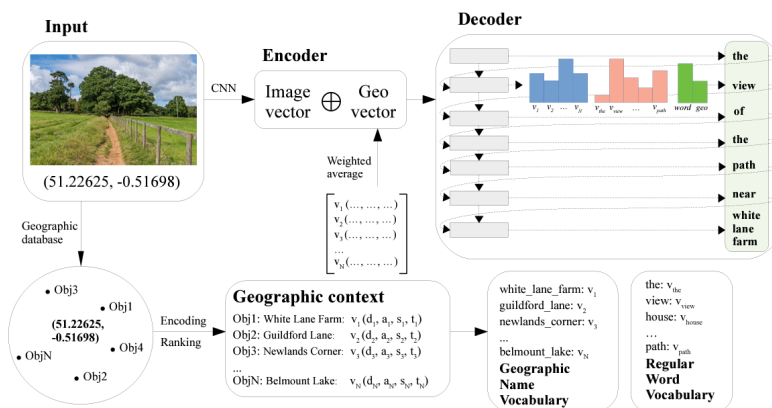 Input
(51.22625, -0.51698)
CNN
Encoder
Image vector ⊕ Geo vector
Weighted average
v1 (..., ..., ...)
v2 (..., ..., ...)
v3 (..., ..., ...)
...
vN (..., ..., ...)
Decoder
v1 v2 ... vN
vthe vview ... vpath
word geo
the
view
of
the
path
near
white
lane
farm
Geographic
database
Obj3
Obj1
(51.22625,
-0.51698)
ObjN
Obj4
Obj2
Encoding
Ranking
Geographic context
Obj1: White Lane Farm: v1 (d1, a1, s1, t1)
Obj2: Guildford Lane: v2 (d2, a2, s2, t2)
Obj3: Newlands Corner: v3 (d3, a3, s3, t3)
...
ObjN: Belmount Lake: vN (dN, aN, sN, tN)
white_lane_farm: v1
guildford_lane: v2
newlands_corner: v3
...
belmount_lake: vN
Geographic
Name
Vocabulary
the: vthe
view: vview
house: vhouse
...
path: vpath
Regular
Word
Vocabulary